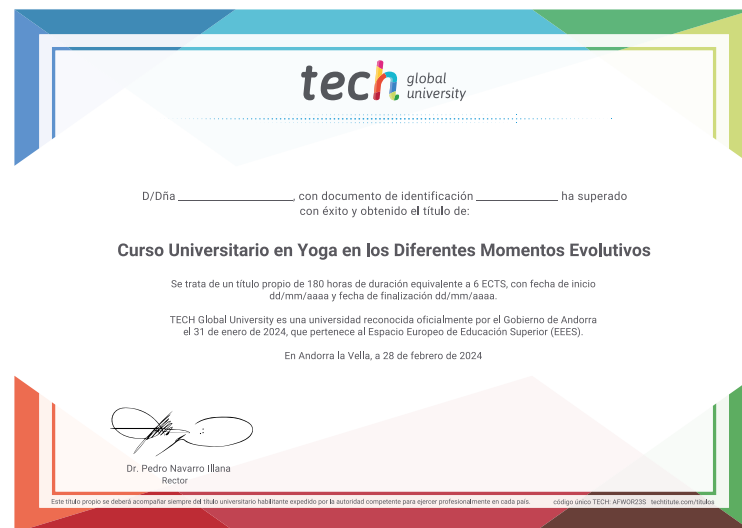 tech global
university
D/Dña ____________________, con documento de identificación ______________ ha superado
con éxito y obtenido el título de:
Curso Universitario en Yoga en los Diferentes Momentos Evolutivos
Se trata de un título propio de 180 horas de duración equivalente a 6 ECTS, con fecha de inicio
dd/mm/aaaa y fecha de finalización dd/mm/aaaa.
TECH Global University es una universidad reconocida oficialmente por el Gobierno de Andorra
el 31 de enero de 2024, que pertenece al Espacio Europeo de Educación Superior (EEES).
En Andorra la Vella, a 28 de febrero de 2024
Dr. Pedro Navarro Illana
Rector
Este título propio se deberá acompañar siempre del título universitario habilitante expedido por la autoridad competente para ejercer profesionalmente en cada país. código único TECH: AFWOR23S techtitute.com/titulos